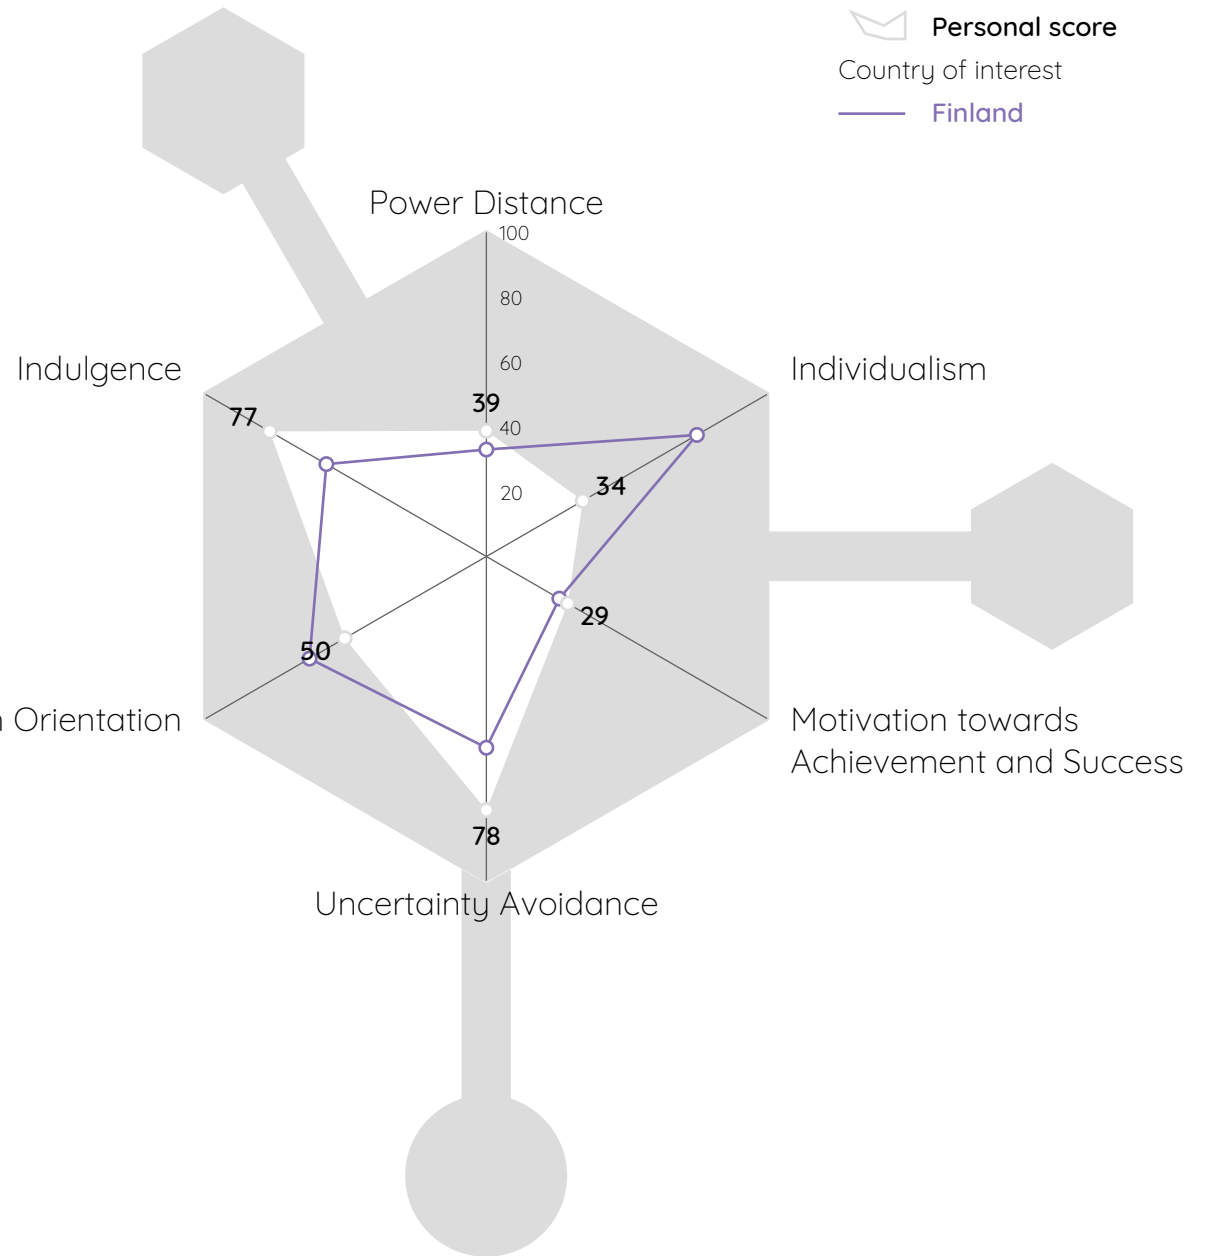 Personal score
Country of interest
Finland
Power Distance
100
80
60
40
20
Indulgence
Individualism
77
39
34
29
50
78
Orientation
Motivation towards
Achievement and Success
Uncertainty Avoidance